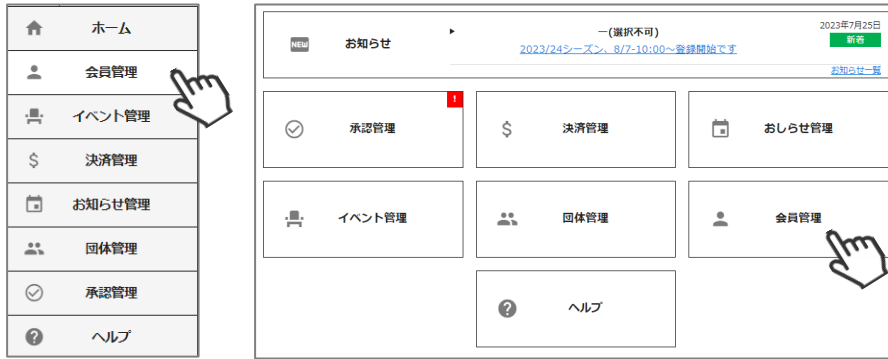 ホーム
会員管理
イベント管理
決済管理
お知らせ管理
団体管理
承認管理
ヘルプ
NEW
お知らせ
―(選択不可)
2023年7月25日
新着
2023/24シーズン、8/7-10:00～登録開始です
お知らせ一覧
!
承認管理
決済管理
おしらせ管理
イベント管理
団体管理
会員管理
ヘルプ